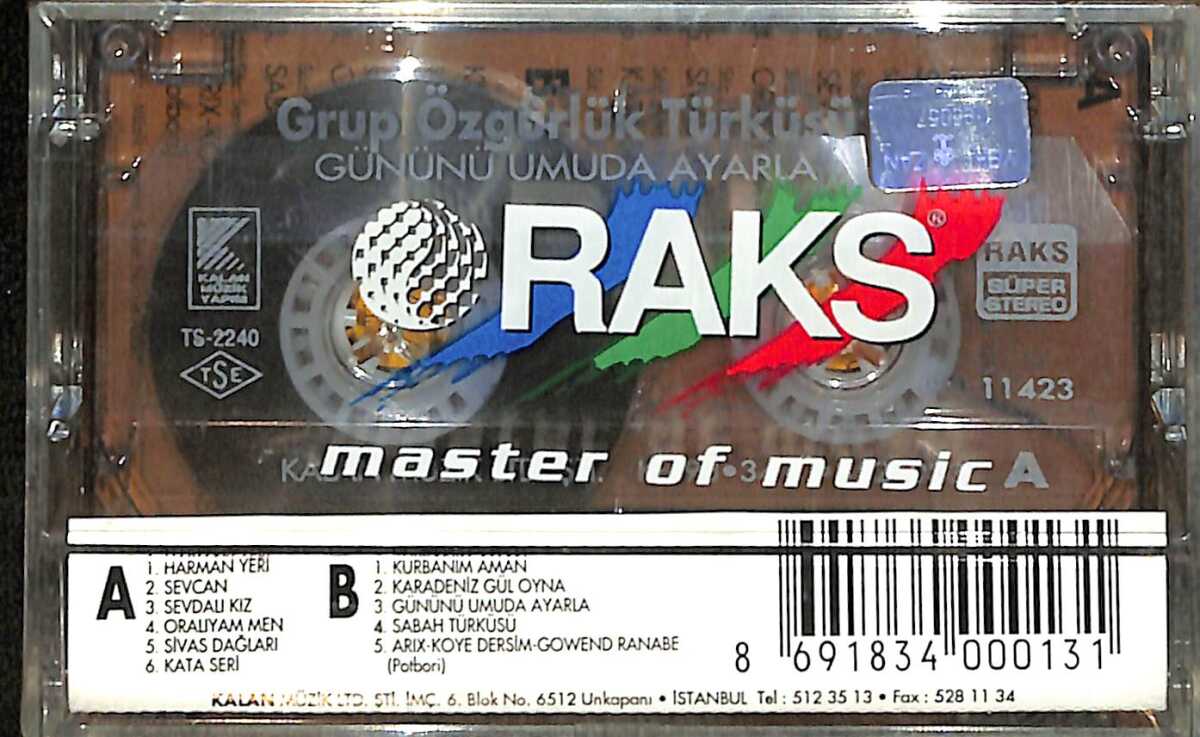 Grup Özgürlük Türküsü
GÜNÜNÜ UMUDA AYARLA
RAKS®
KALAN
MÜZİK
YAPIM
TS-2240
TSE
RAKS
SÜPER
STEREO
11423
master of music A
A
1. HARMAN YERİ
2. SEVCAN
3. SEVDALI KIZ
4. ORALIYAM MEN
5. SİVAS DAĞLARI
6. KATA SERİ
B
1. KURBANIM AMAN
2. KARADENİZ GÜL OYNA
3. GÜNÜNÜ UMUDA AYARLA
4. SABAH TÜRKÜSÜ
5. ARIX-KOYE DERSİM-GOWEND RANABE
(Potbori)
8 691834 000131
KALAN MÜZİK LTD. ŞTİ. İMÇ. 6. Blok No. 6512 Unkapanı • İSTANBUL Tel : 512 35 13 • Fax : 528 11 34